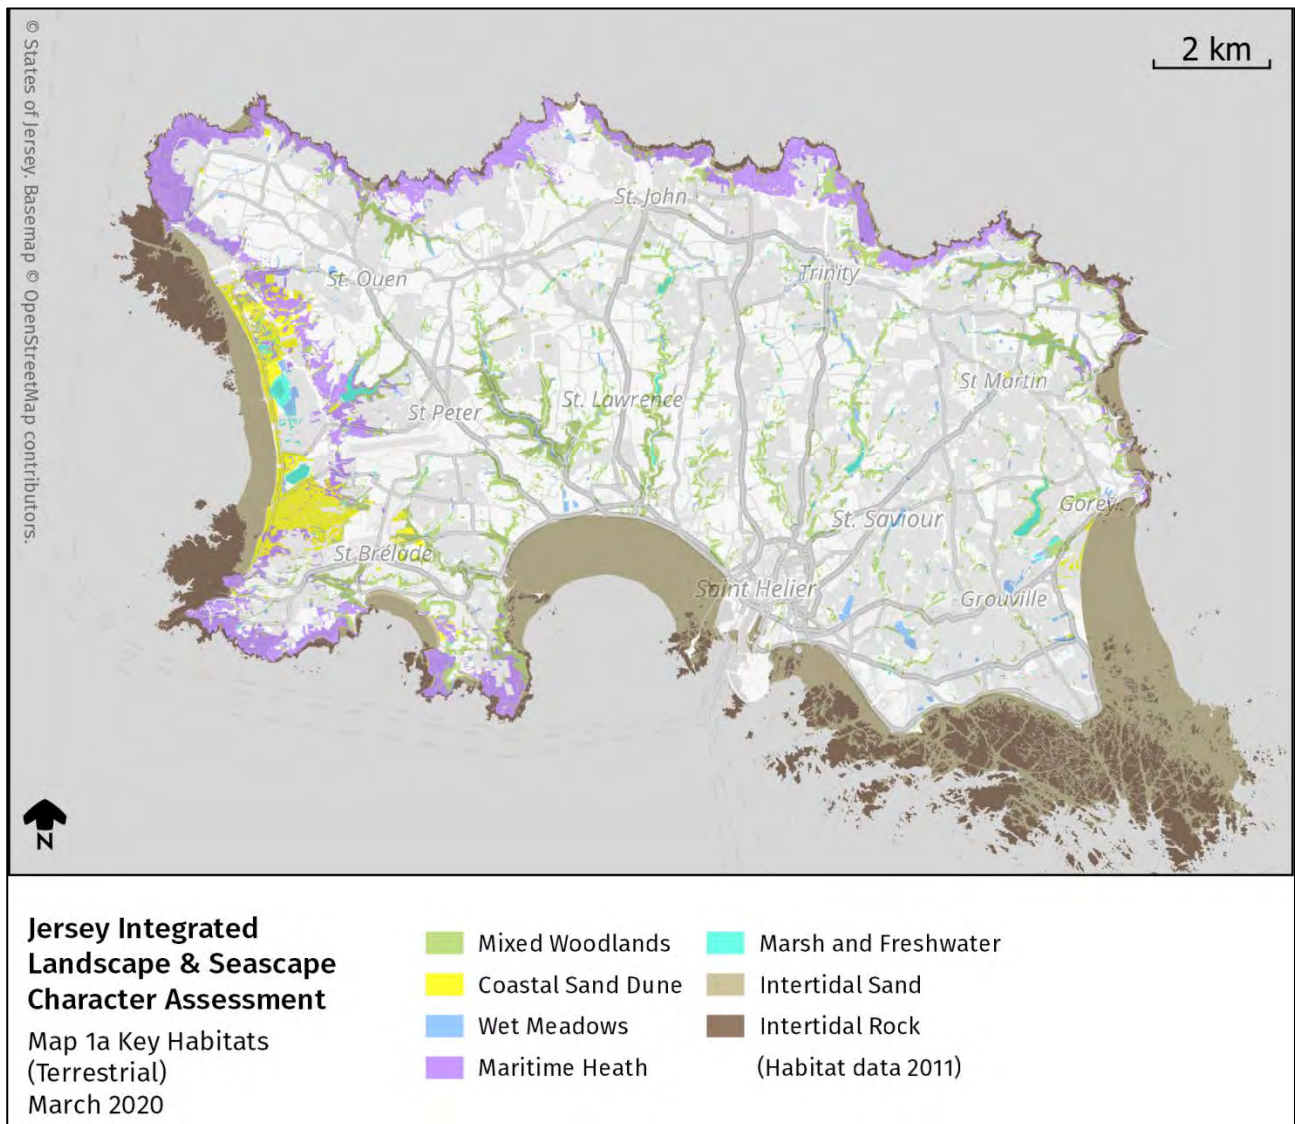 © States of Jersey. Basemap © OpenStreetMap contributors.
2 km
St. John
St. Ouen
Trinity
St Martin
St Peter
St. Lawrence
Gorey
St. Saviour
St Brélade
Saint Helier
Grouville
N
Jersey Integrated
Landscape & Seascape
Character Assessment
Map 1a Key Habitats
(Terrestrial)
March 2020
Mixed Woodlands
Coastal Sand Dune
Wet Meadows
Maritime Heath
Marsh and Freshwater
Intertidal Sand
Intertidal Rock
(Habitat data 2011)